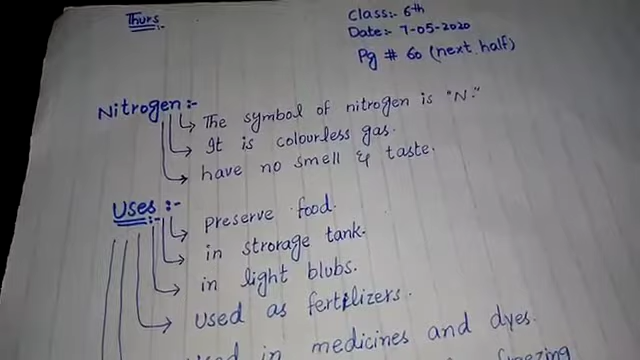 Thurs:-
Class:- 6th
Date:- 7-05-2020
Pg # 60 (next half)
Nitrogen:-
The symbol of nitrogen is "N."
It is colourless gas.
have no smell & taste.
Uses:-
preserve food.
in strorage tank.
in light blubs.
used as fertilizers.
used in medicines and dyes.
freezing